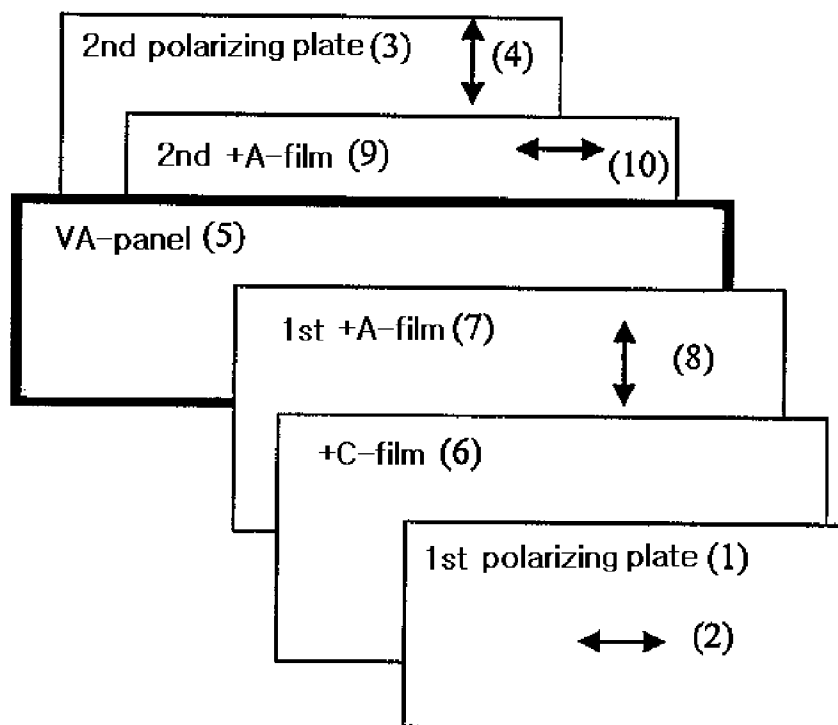 2nd polarizing plate (3)
(4)
2nd +A-film (9)
(10)
VA-panel (5)
1st +A-film (7)
(8)
+C-film (6)
1st polarizing plate (1)
(2)